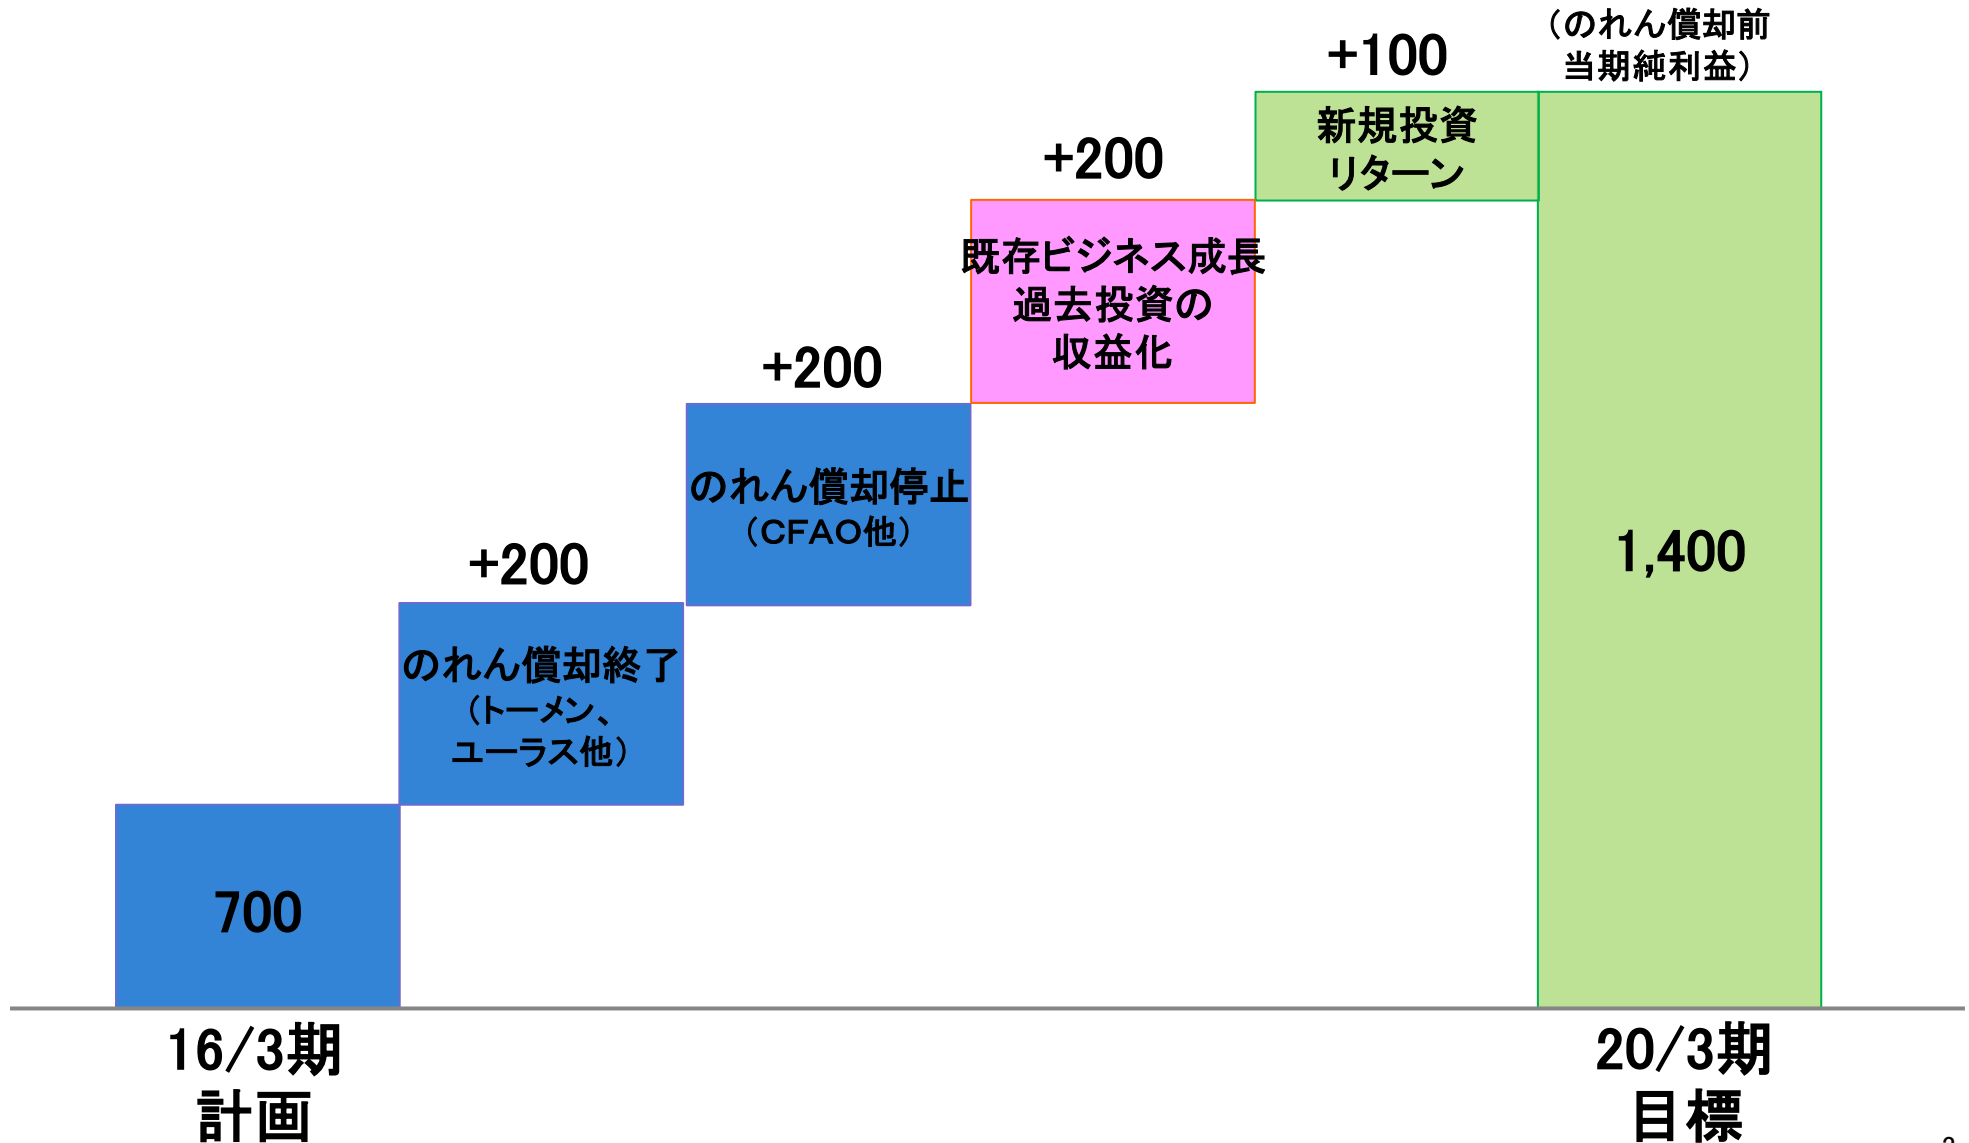 （のれん償却前
当期純利益）
+100
新規投資
リターン
+200
既存ビジネス成長
過去投資の
収益化
+200
のれん償却停止
（CFAO他）
+200
のれん償却終了
（トーメン、
ユーラス他）
700
1,400
16/3期
計画
20/3期
目標